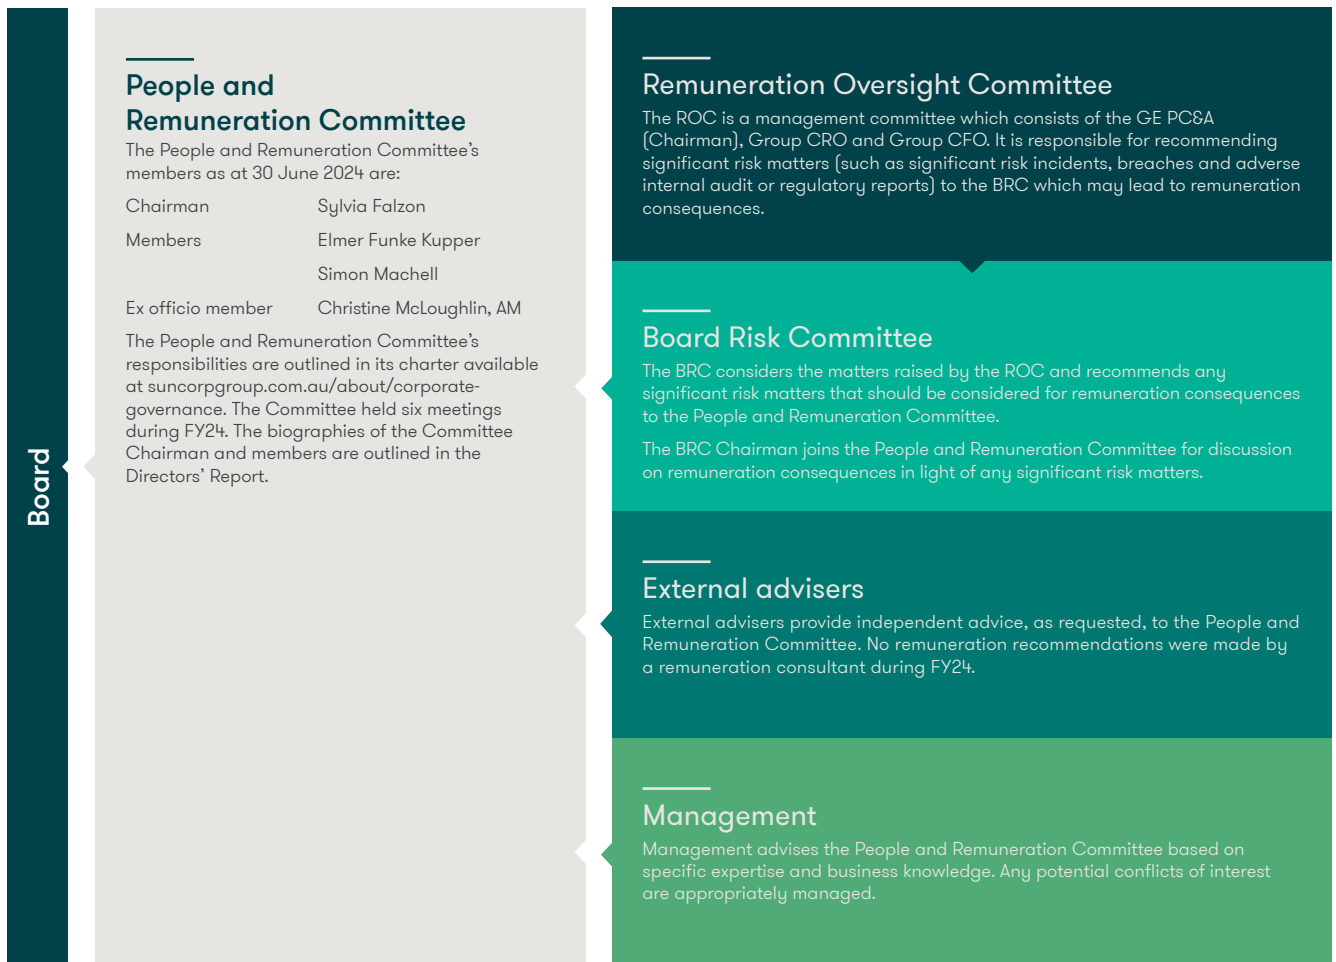 Board
People and
Remuneration Committee
The People and Remuneration Committee's
members as at 30 June 2024 are:
Chairman Sylvia Falzon
Members Elmer Funke Kupper
Simon Machell
Ex officio member Christine McLoughlin, AM
The People and Remuneration Committee's
responsibilities are outlined in its charter available
at suncorpgroup.com.au/about/corporate-
governance. The Committee held six meetings
during FY24. The biographies of the Committee
Chairman and members are outlined in the
Directors' Report.
Remuneration Oversight Committee
The ROC is a management committee which consists of the GE PC&A
(Chairman), Group CRO and Group CFO. It is responsible for recommending
significant risk matters (such as significant risk incidents, breaches and adverse
internal audit or regulatory reports) to the BRC which may lead to remuneration
consequences.
Board Risk Committee
The BRC considers the matters raised by the ROC and recommends any
significant risk matters that should be considered for remuneration consequences
to the People and Remuneration Committee.
The BRC Chairman joins the People and Remuneration Committee for discussion
on remuneration consequences in light of any significant risk matters.
External advisers
External advisers provide independent advice, as requested, to the People and
Remuneration Committee. No remuneration recommendations were made by
a remuneration consultant during FY24.
Management
Management advises the People and Remuneration Committee based on
specific expertise and business knowledge. Any potential conflicts of interest
are appropriately managed.